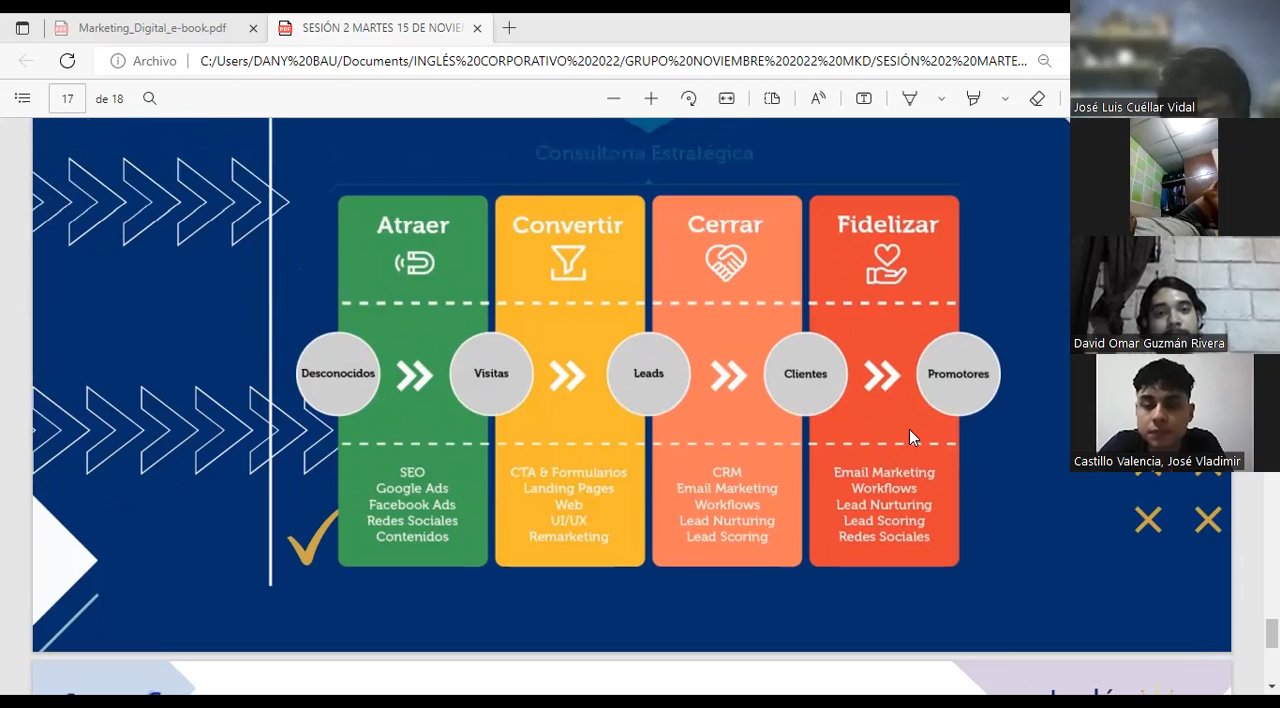 Marketing_Digital_e-book.pdf
SESIÓN 2 MARTES 15 DE NOVIE
Archivo
C:/Users/DANY%20BAU/Documents/INGLÉS%20CORPORATIVO%202022/GRUPO%20NOVIEMBRE%202022%20MKD/SESIÓN%202%20MARTE...
17
de 18
José Luis Cuéllar Vidal
David Omar Guzmán Rivera
Castillo Valencia, José Vladimir
Consultoría Estratégica
Atraer
Convertir
Cerrar
Fidelizar
Desconocidos
Visitas
Leads
Clientes
Promotores
SEO
Google Ads
Facebook Ads
Redes Sociales
Contenidos
CTA & Formularios
Landing Pages
Web
UI/UX
Remarketing
CRM
Email Marketing
Workflows
Lead Nurturing
Lead Scoring
Email Marketing
Workflows
Lead Nurturing
Lead Scoring
Redes Sociales